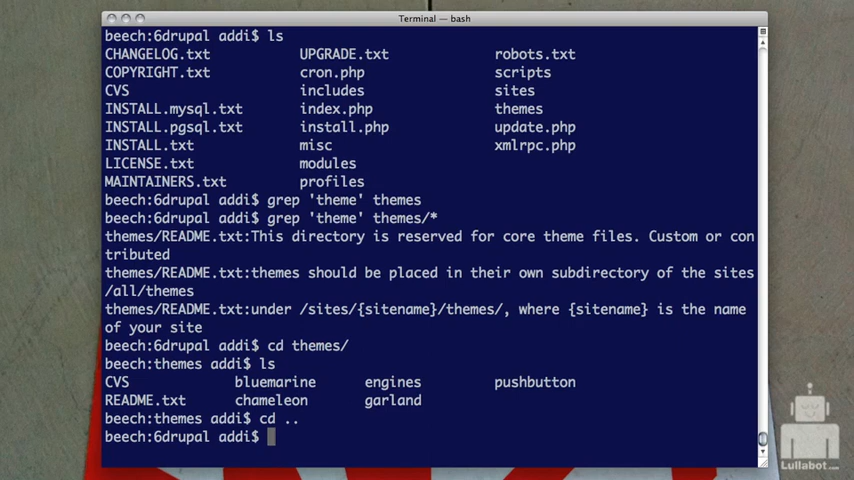 Terminal — bash
beech:6drupal addi$ ls
CHANGELOG.txt UPGRADE.txt robots.txt
COPYRIGHT.txt cron.php scripts
CVS includes sites
INSTALL.mysql.txt index.php themes
INSTALL.pgsql.txt install.php update.php
INSTALL.txt misc xmlrpc.php
LICENSE.txt modules
MAINTAINERS.txt profiles
beech:6drupal addi$ grep 'theme' themes
beech:6drupal addi$ grep 'theme' themes/*
themes/README.txt:This directory is reserved for core theme files. Custom or con
tributed
themes/README.txt:themes should be placed in their own subdirectory of the sites
/all/themes
themes/README.txt:under /sites/{sitename}/themes/, where {sitename} is the name
of your site
beech:6drupal addi$ cd themes/
beech:themes addi$ ls
CVS bluemarine engines pushbutton
README.txt chameleon garland
beech:themes addi$ cd ..
beech:6drupal addi$
Lullabot.com